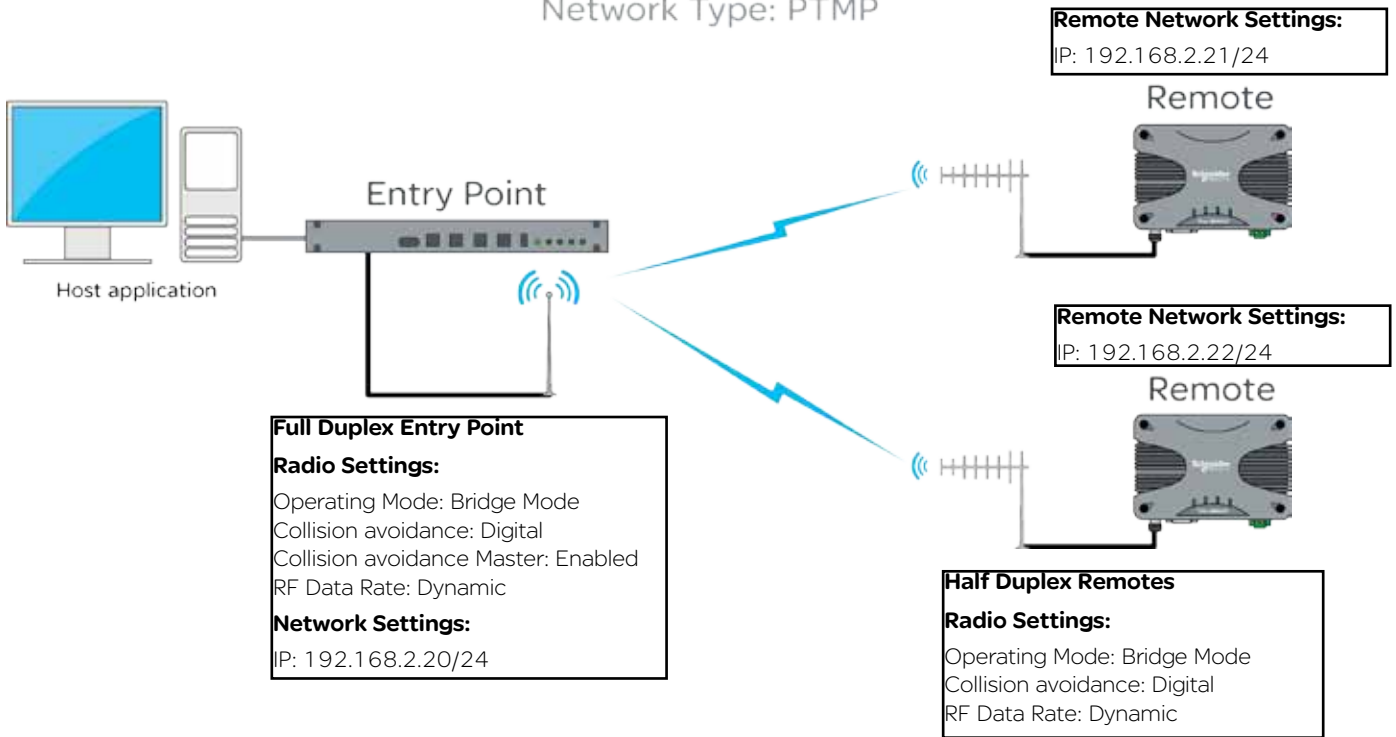 Network Type: PTMP
Remote Network Settings:
IP: 192.168.2.21/24
Remote
Entry Point
Host application
Remote Network Settings:
IP: 192.168.2.22/24
Remote
Full Duplex Entry Point
Radio Settings:
Operating Mode: Bridge Mode
Collision avoidance: Digital
Collision avoidance Master: Enabled
RF Data Rate: Dynamic
Network Settings:
IP: 192.168.2.20/24
Half Duplex Remotes
Radio Settings:
Operating Mode: Bridge Mode
Collision avoidance: Digital
RF Data Rate: Dynamic